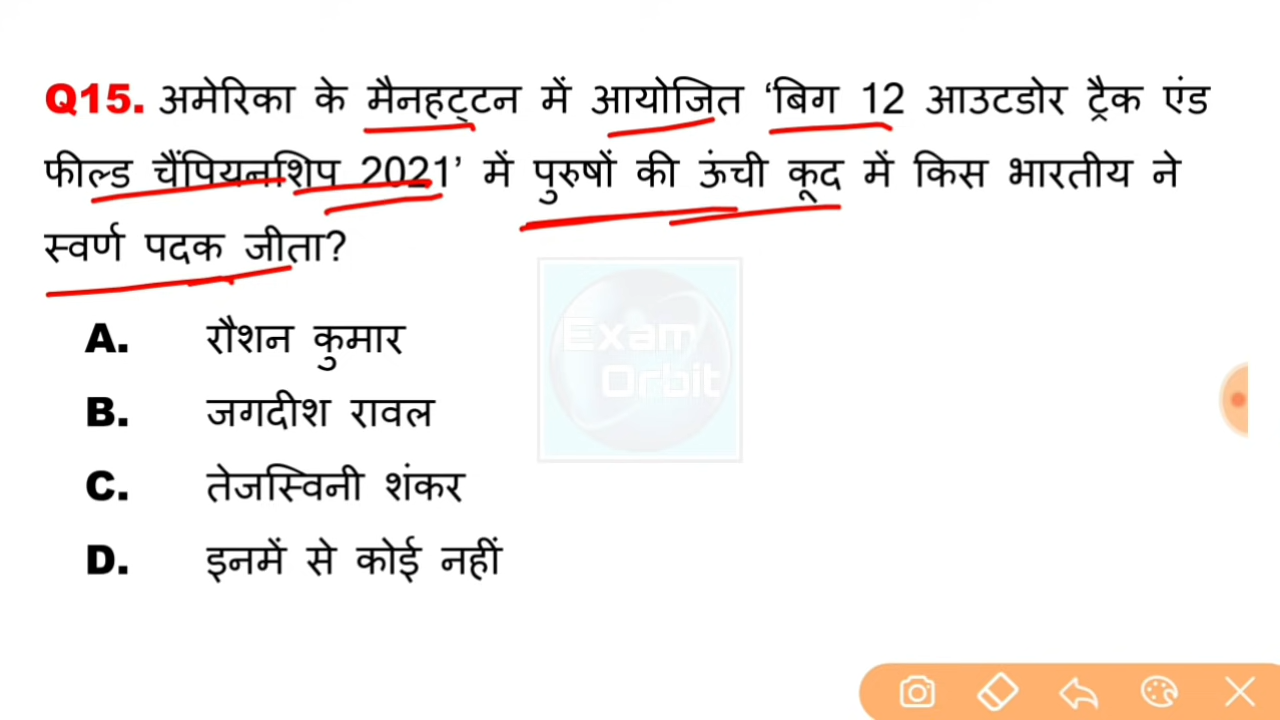 Q15. अमेरिका के मैनहट्टन में आयोजित ‘बिग 12 आउटडोर ट्रैक एंड
फील्ड चैंपियनशिप 2021’ में पुरुषों की ऊंची कूद में किस भारतीय ने
स्वर्ण पदक जीता?
Exam
Orbit
A. रौशन कुमार
B. जगदीश रावल
C. तेजस्विनी शंकर
D. इनमें से कोई नहीं